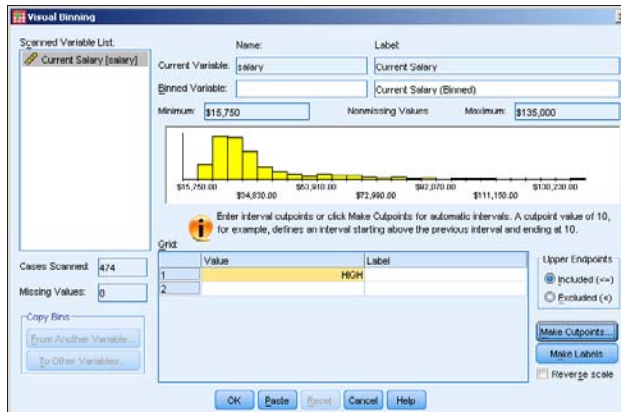 Visual Binning
Scanned Variable List:
Current Salary [salary]
Name:
Label:
Current Variable:
salary
Current Salary
Binned Variable:
Current Salary (Binned)
Minimum:
$15,750
Nonmissing Values
Maximum:
$135,000
$15,750.00
$34,830.00
$53,910.00
$72,990.00
$92,070.00
$111,150.00
$130,230.00
Enter interval cutpoints or click Make Cutpoints for automatic intervals. A cutpoint value of 10,
for example, defines an interval starting above the previous interval and ending at 10.
Grid:
Value
Label
1
HIGH
2
Cases Scanned:
474
Missing Values:
0
Copy Bins
From Another Variable...
To Other Variables...
Upper Endpoints
Included (<=)
Excluded (<)
Make Cutpoints...
Make Labels
Reverse scale
OK
Paste
Reset
Cancel
Help